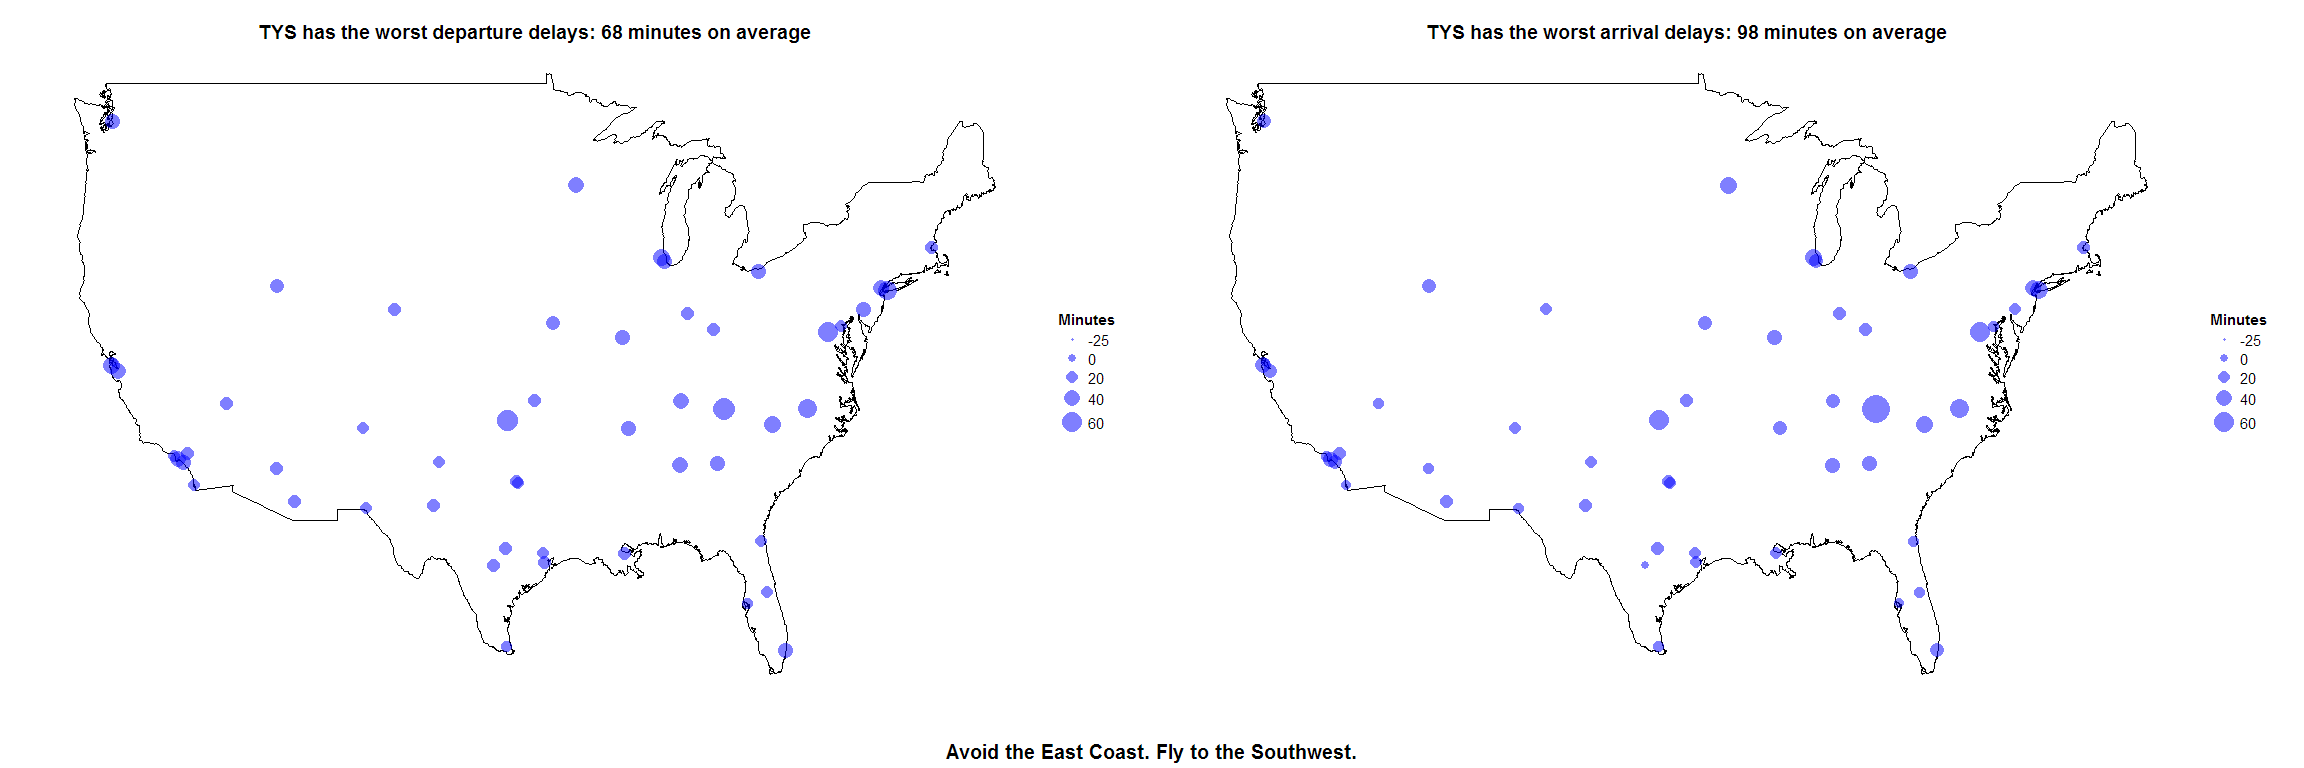 TYS has the worst departure delays: 68 minutes on average
Minutes
-25
0
20
40
60
TYS has the worst arrival delays: 98 minutes on average
Minutes
-25
0
20
40
60
Avoid the East Coast. Fly to the Southwest.